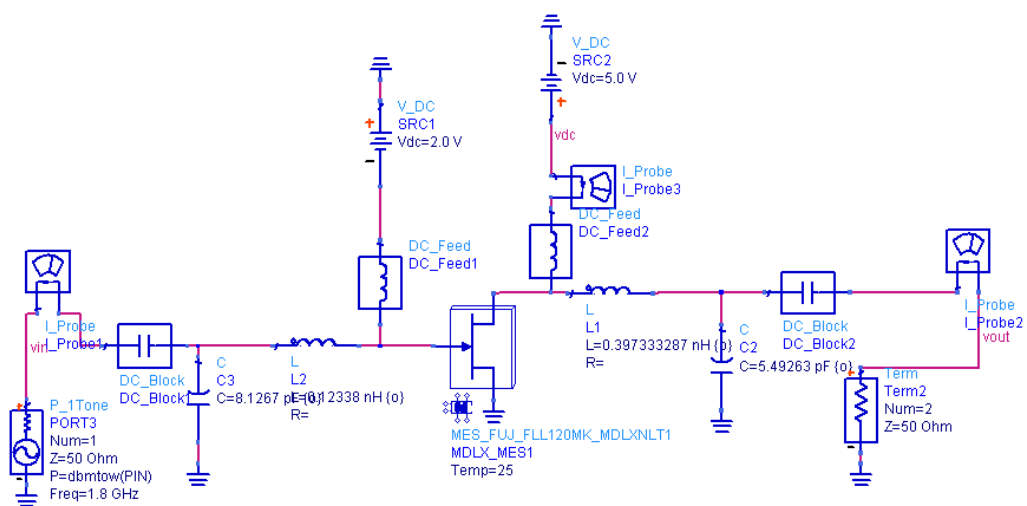 V_DC
SRC2
Vdc=5.0 V
V_DC
SRC1
Vdc=2.0 V
vdc
I_Probe
I_Probe3
DC_Feed
DC_Feed2
DC_Feed
DC_Feed1
I_Probe
I_Probe1
vin
DC_Block
DC_Block1
C
C3
C=8.1267 pF {o}
L
L2
L=0.12338 nH {o}
R=
L
L1
L=0.397333287 nH {o}
R=
C
C2
C=5.49263 pF {o}
DC_Block
DC_Block2
I_Probe
I_Probe2
vout
P_1Tone
PORT3
Num=1
Z=50 Ohm
P=dbmtow(PIN)
Freq=1.8 GHz
MES_FUJ_FLL120MK_MDLXNLT1
MDLX_MES1
Temp=25
Term
Term2
Num=2
Z=50 Ohm